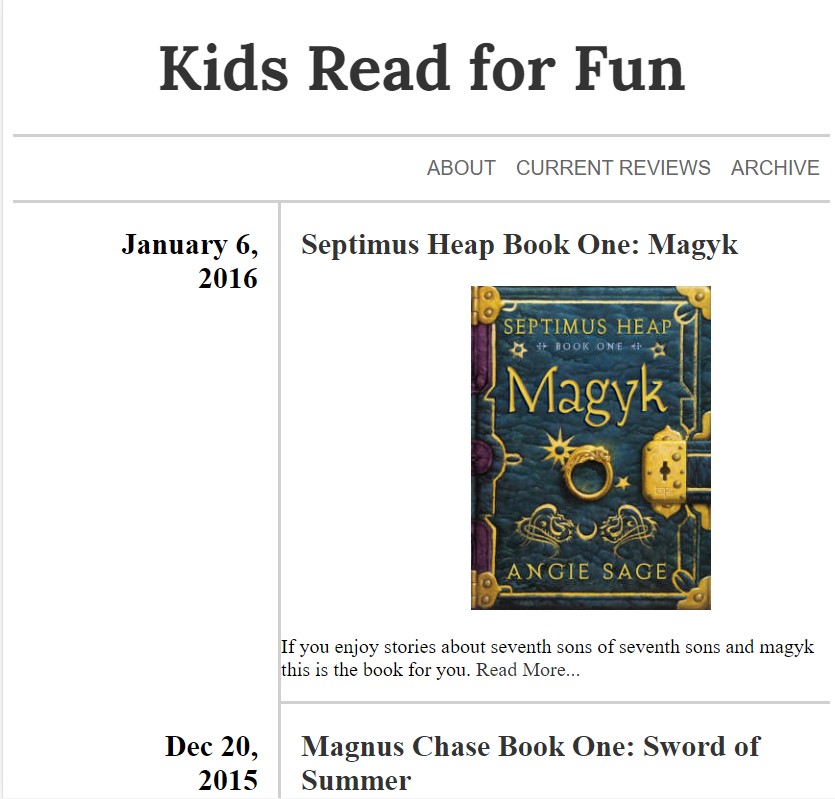 Kids Read for Fun
ABOUT CURRENT REVIEWS ARCHIVE
January 6,
2016
Septimus Heap Book One: Magyk
SEPTIMUS HEAP
BOOK ONE
Magyk
ANGIE SAGE
If you enjoy stories about seventh sons of seventh sons and magyk
this is the book for you. Read More...
Dec 20,
2015
Magnus Chase Book One: Sword of
Summer